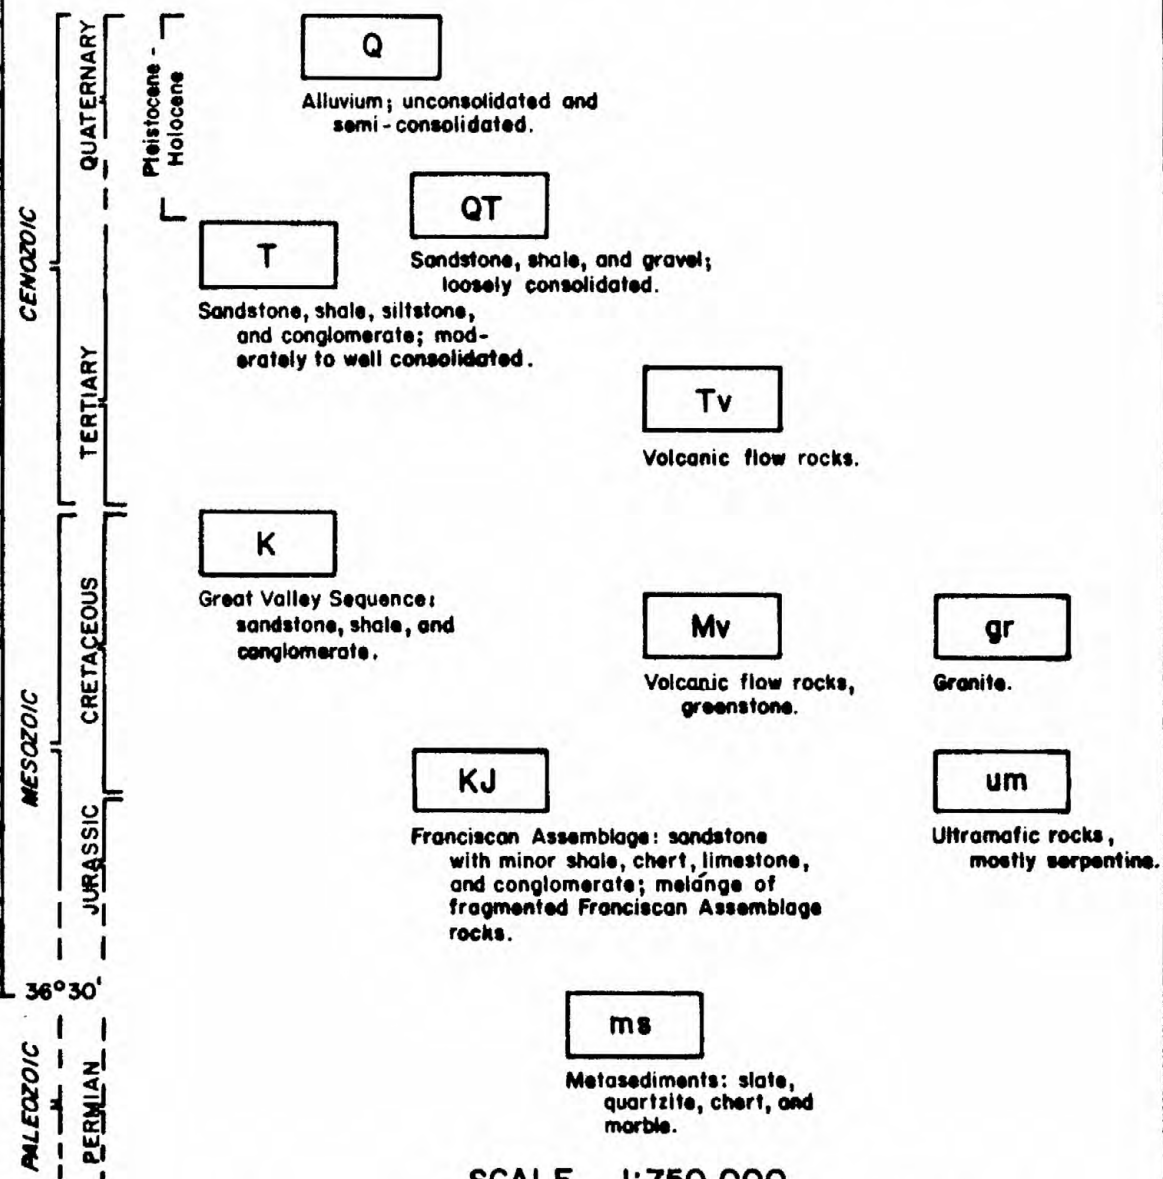 CENOZOIC
QUATERNARY
Pleistocene -
Holocene
Q
Alluvium; unconsolidated and
semi-consolidated.
QT
Sandstone, shale, and gravel;
loosely consolidated.
T
Sandstone, shale, siltstone,
and conglomerate; mod-
erately to well consolidated.
TERTIARY
Tv
Volcanic flow rocks.
MESOZOIC
CRETACEOUS
K
Great Valley Sequence:
sandstone, shale, and
conglomerate.
Mv
Volcanic flow rocks,
greenstone.
gr
Granite.
JURASSIC
KJ
Franciscan Assemblage: sandstone
with minor shale, chert, limestone,
and conglomerate; melánge of
fragmented Franciscan Assemblage
rocks.
um
Ultramafic rocks,
mostly serpentine.
36°30'
PALEOZOIC
PERMIAN
ms
Metasediments: slate,
quartzite, chert, and
marble.
SCALE 1:750,000